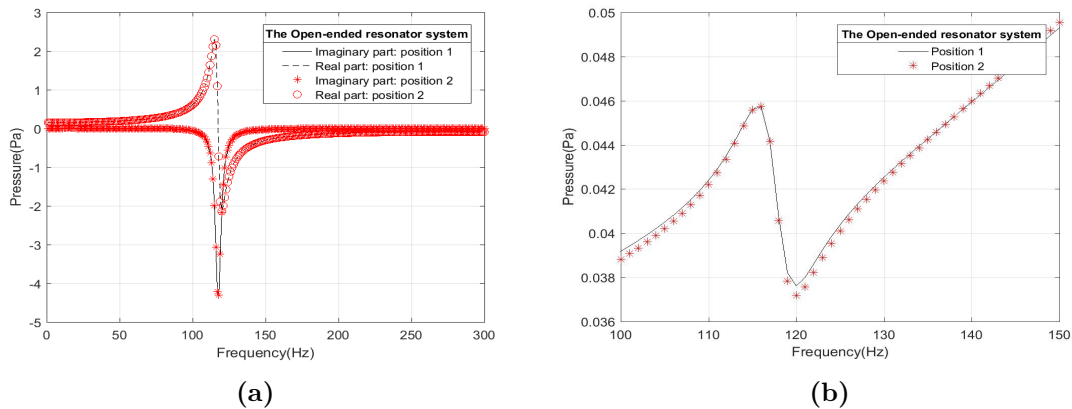 3
2
1
0
-1
-2
-3
-4
-5
Pressure(Pa)
0
50
100
150
200
250
300
Frequency(Hz)
The Open-ended resonator system
Imaginary part: position 1
Real part: position 1
Imaginary part: position 2
Real part: position 2
(a)
0.05
0.048
0.046
0.044
0.042
0.04
0.038
0.036
Pressure(Pa)
100
110
120
130
140
150
Frequency(Hz)
The Open-ended resonator system
Position 1
Position 2
(b)